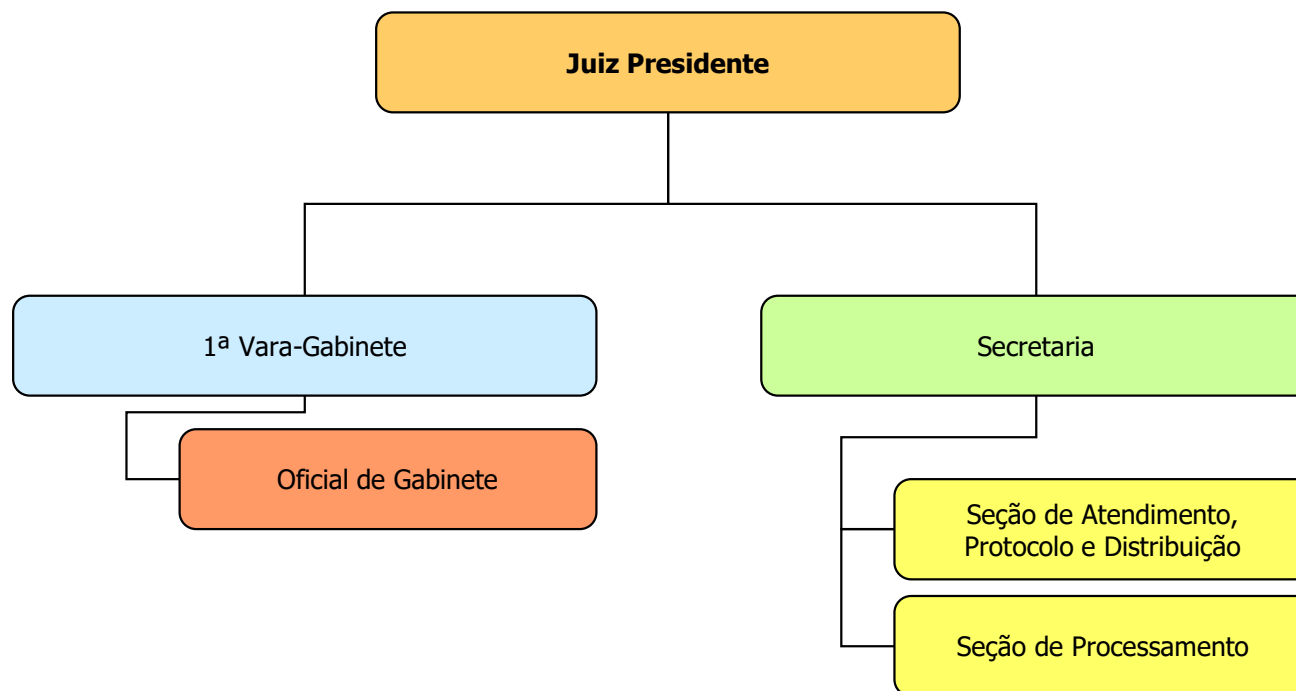 Juiz Presidente
1ª Vara-Gabinete
Secretaria
Oficial de Gabinete
Seção de Atendimento,
Protocolo e Distribuição
Seção de Processamento